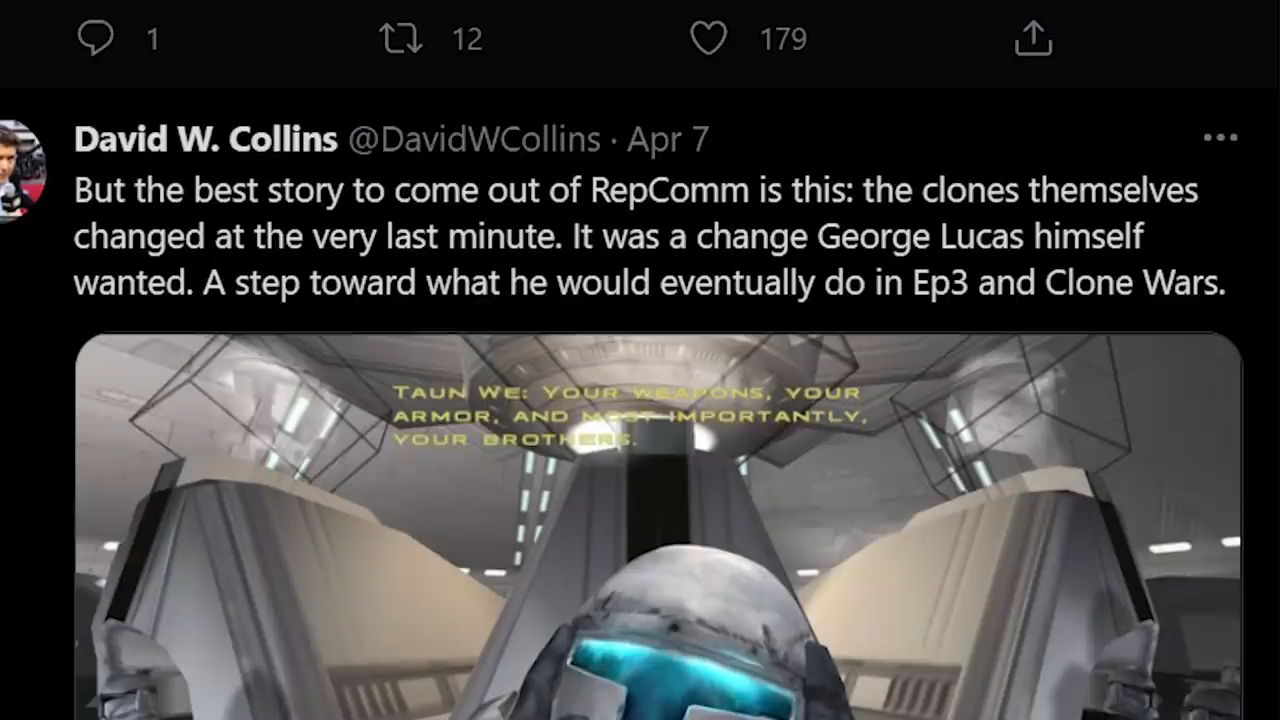 1 12 179
David W. Collins @DavidWCollins · Apr 7
But the best story to come out of RepComm is this: the clones themselves
changed at the very last minute. It was a change George Lucas himself
wanted. A step toward what he would eventually do in Ep3 and Clone Wars.
TAUN WE: YOUR WEAPONS, YOUR
ARMOR, AND MOST IMPORTANTLY,
YOUR BROTHERS.